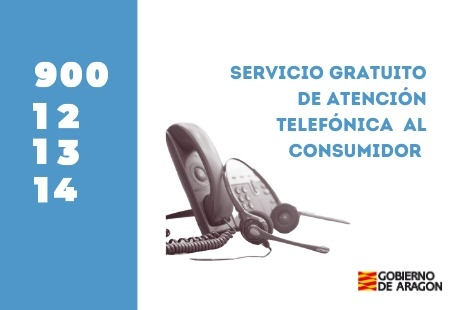 900
12
13
14
SERVICIO GRATUITO
DE ATENCIÓN
TELEFÓNICA AL
CONSUMIDOR
GOBIERNO
DE ARAGON